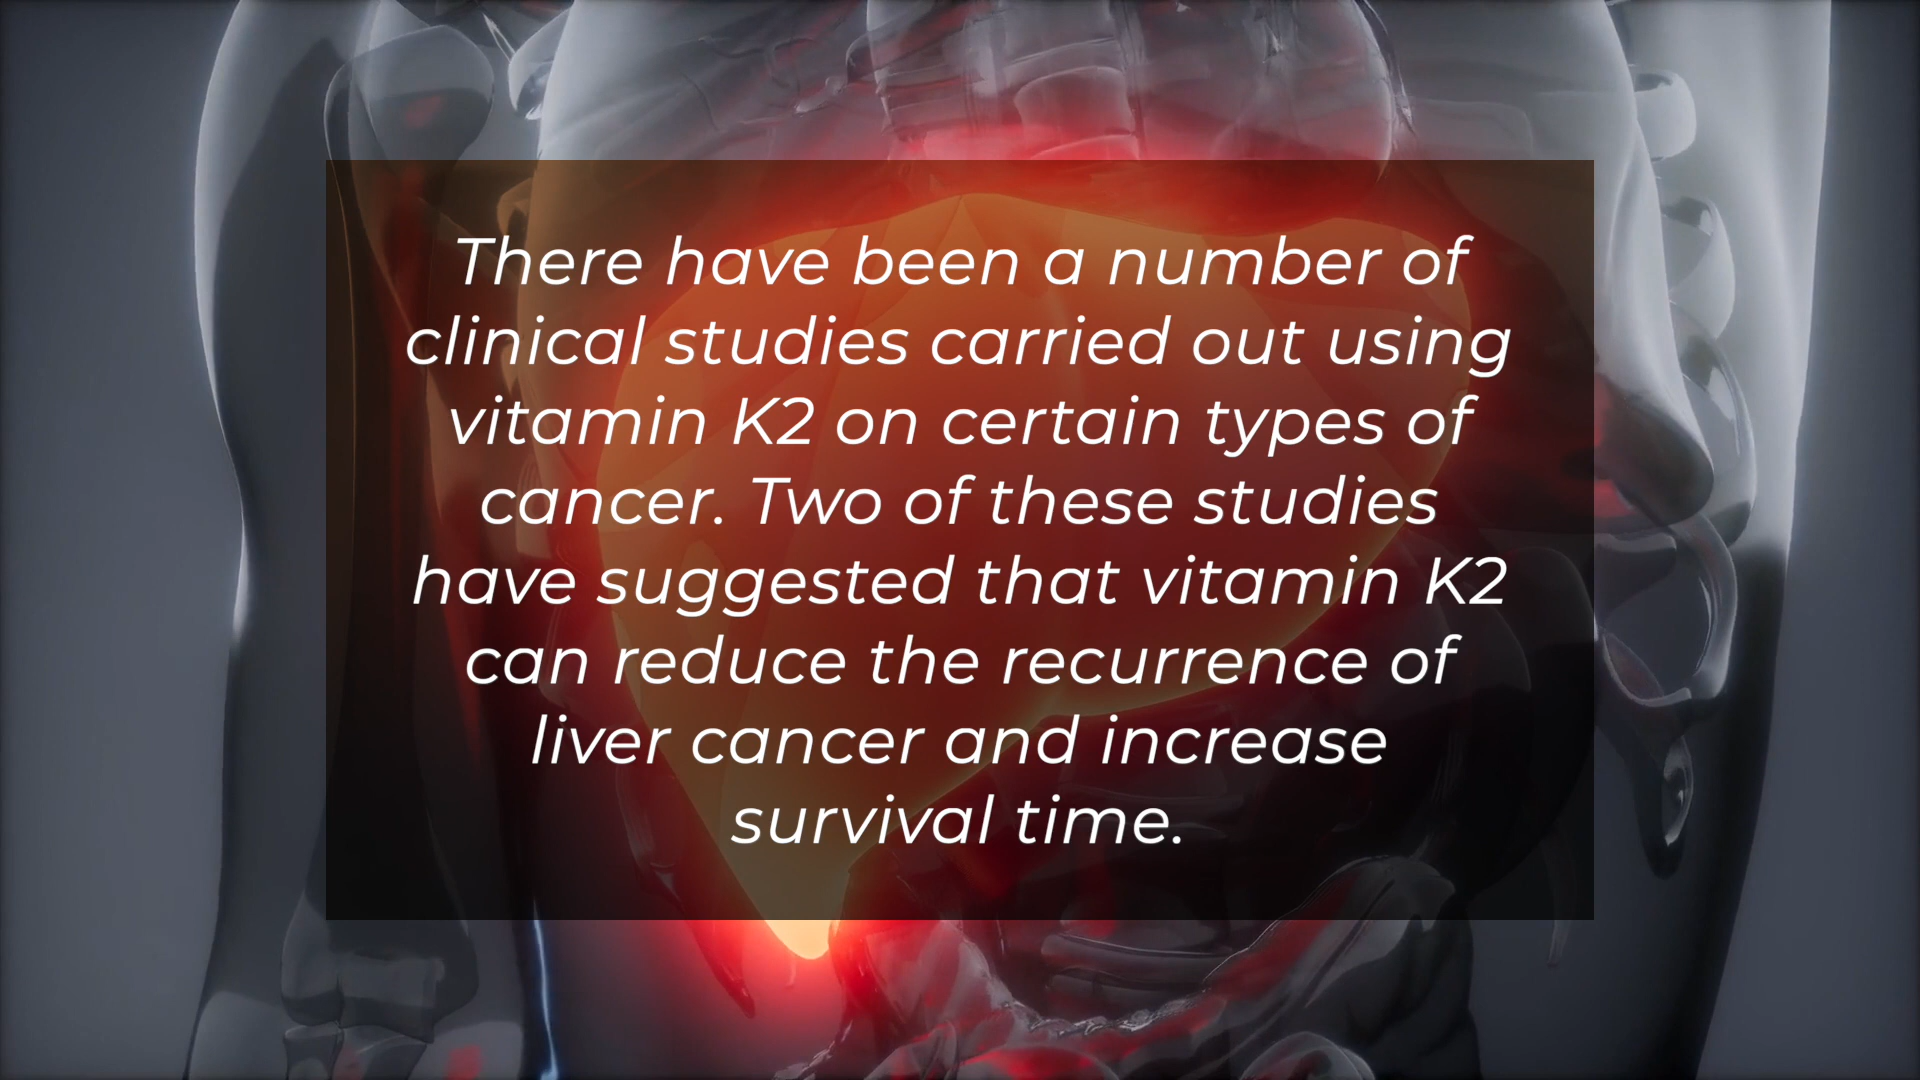 There have been a number of
clinical studies carried out using
vitamin K2 on certain types of
cancer. Two of these studies
have suggested that vitamin K2
can reduce the recurrence of
liver cancer and increase
survival time.